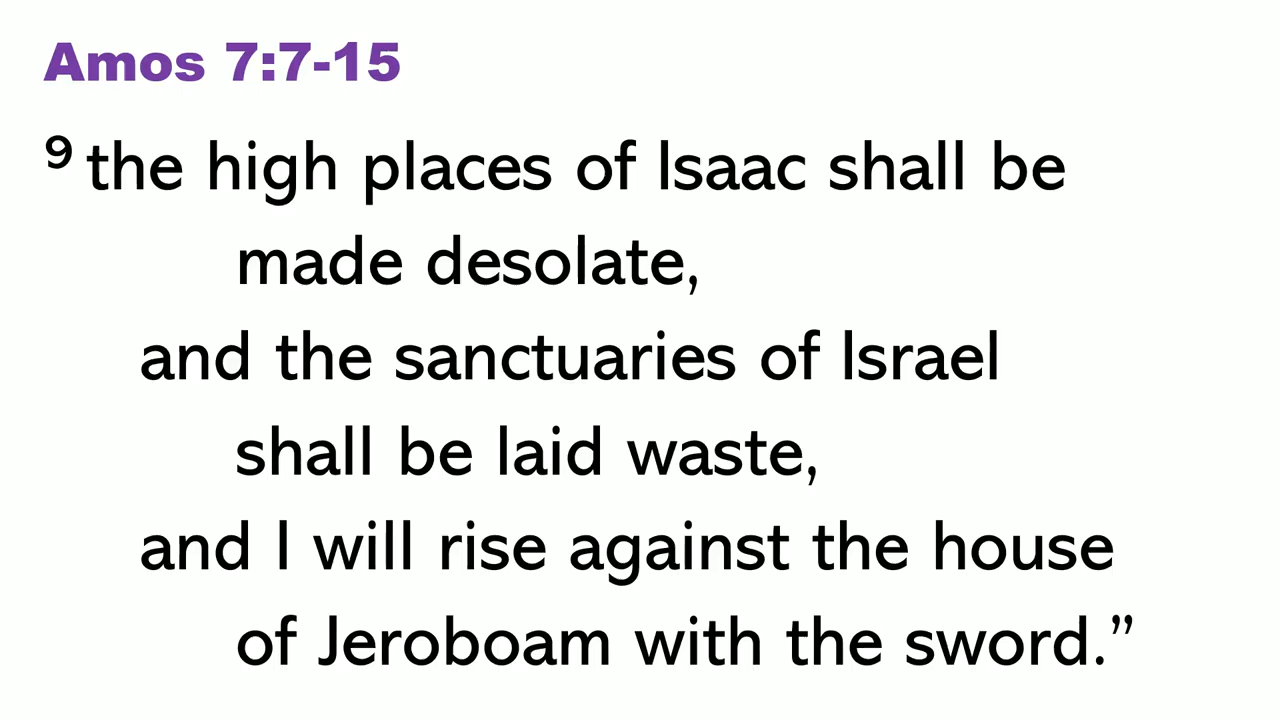 Amos 7:7-15
9 the high places of Isaac shall be
made desolate,
and the sanctuaries of Israel
shall be laid waste,
and I will rise against the house
of Jeroboam with the sword.”